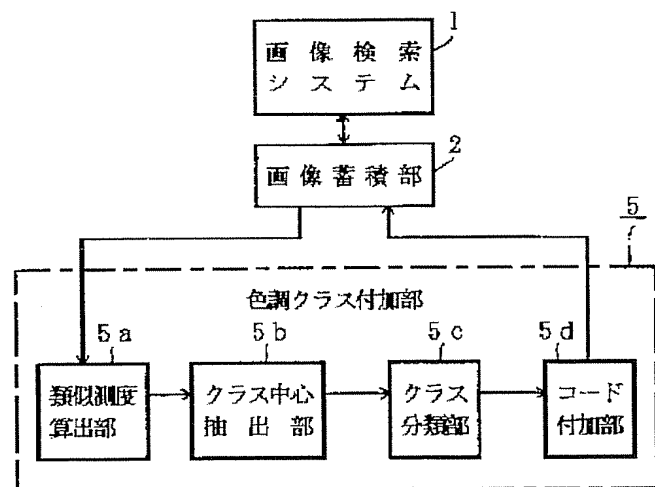 1
画像検索
システム
2
画像蓄積部
5
色調クラス付加部
5a
5b
5c
5d
類似測度
算出部
クラス中心
抽出部
クラス
分類部
コード
付加部